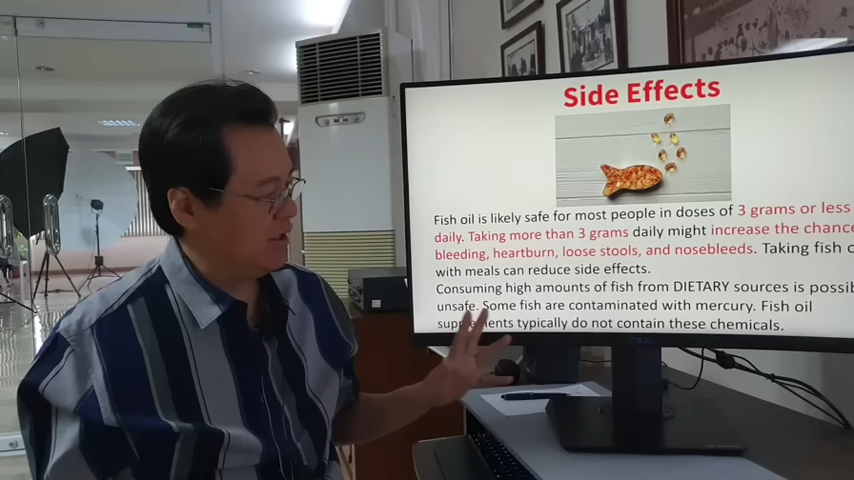 Side Effects
Fish oil is likely safe for most people in doses of 3 grams or less
daily. Taking more than 3 grams daily might increase the chance
bleeding, heartburn, loose stools, and nosebleeds. Taking fish
with meals can reduce side effects.
Consuming high amounts of fish from DIETARY sources is possibl
unsafe. Some fish are contaminated with mercury. Fish oil
supplements typically do not contain these chemicals.